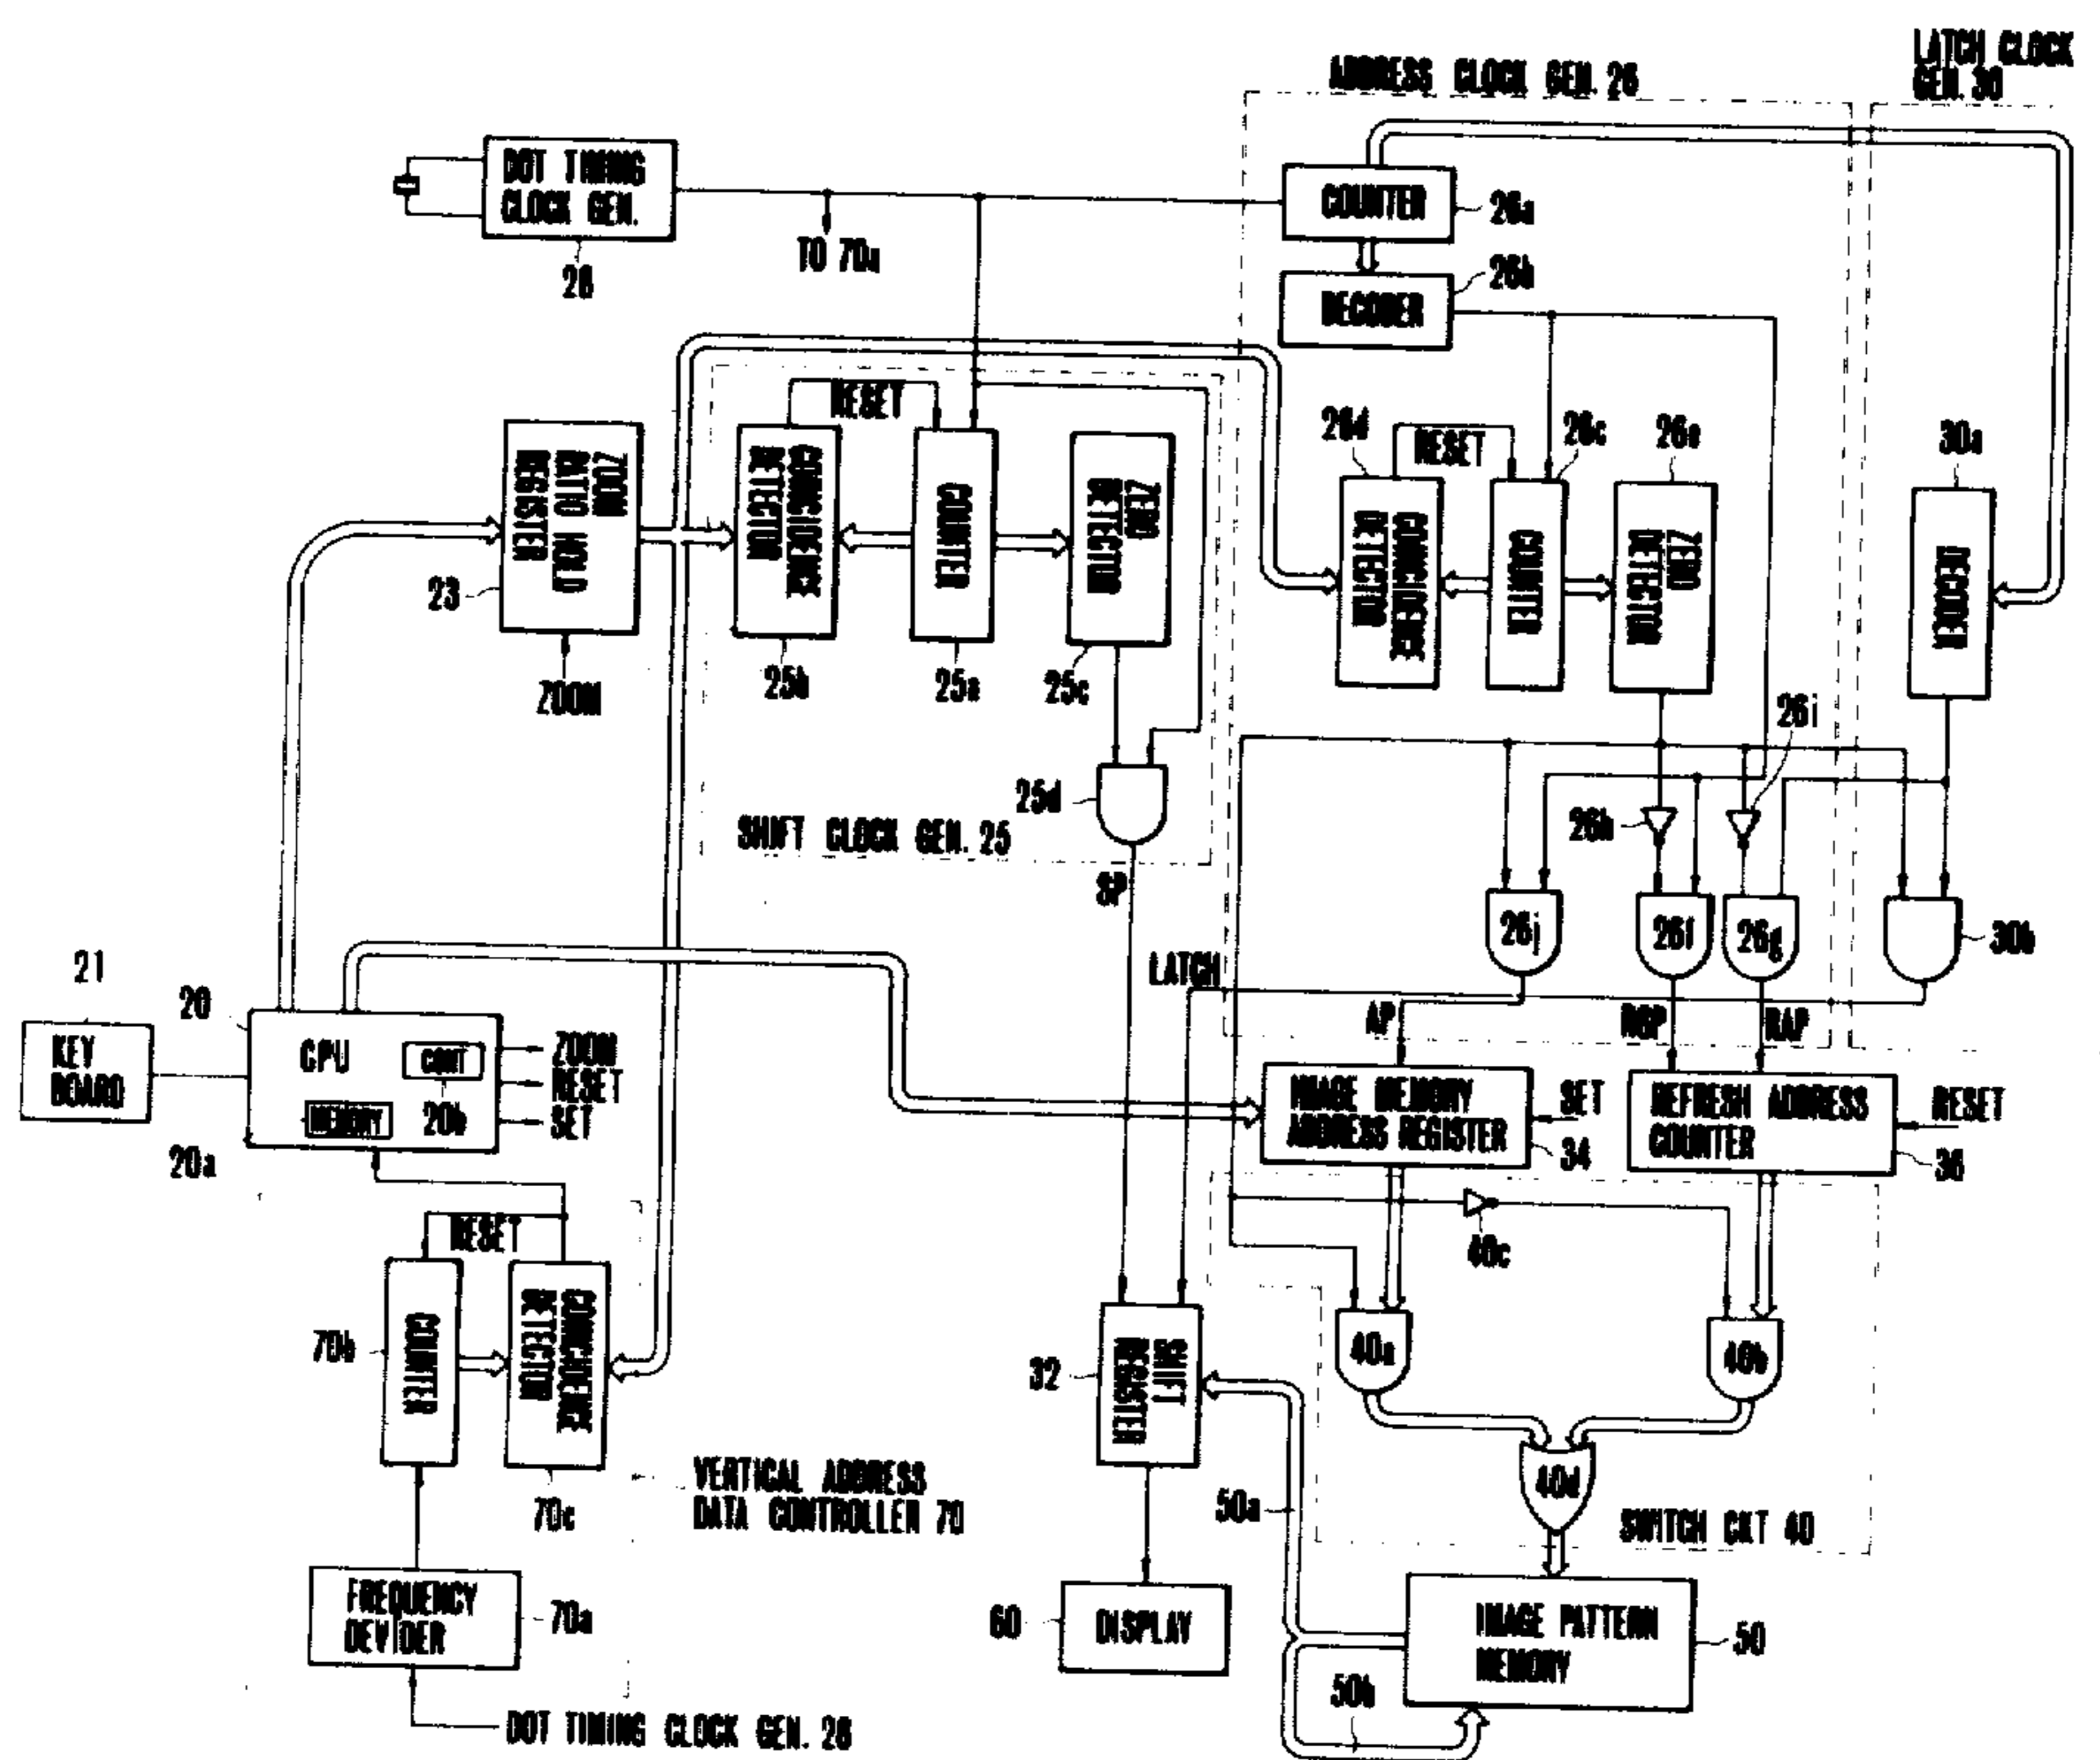 LATCH CLOCK
GEN. 30
ADDRESS CLOCK GEN. 26
DOT TIMING
CLOCK GEN.
28
TO 70a
COUNTER
26a
DECODER
26b
RESET
ZOOM
RATIO HOLD
REGISTER
23
ZOOM
COINCIDENCE
DETECTOR
25b
COUNTER
25a
ZERO
DETECTOR
25c
25d
SHIFT CLOCK GEN. 25
SP
26d
RESET
26c
26e
30a
COINCIDENCE
DETECTOR
COUNTER
ZERO
DETECTOR
DECODER
26i
26h
26j
26f
26g
30b
LATCH
AP
RGP
RAP
21
KEY
BOARD
20
CPU
CONT
20b
MEMORY
20a
ZOOM
RESET
SET
IMAGE MEMORY
ADDRESS REGISTER
SET
34
REFRESH ADDRESS
COUNTER
RESET
36
RESET
70b
COUNTER
COINCIDENCE
DETECTOR
70c
VERTICAL ADDRESS
DATA CONTROLLER 70
FREQUENCY
DEVIDER
70a
DOT TIMING CLOCK GEN. 28
32
SHIFT
REGISTER
60
DISPLAY
40c
40a
40b
40d
SWITCH CKT 40
50a
50b
IMAGE PATTERN
MEMORY
50